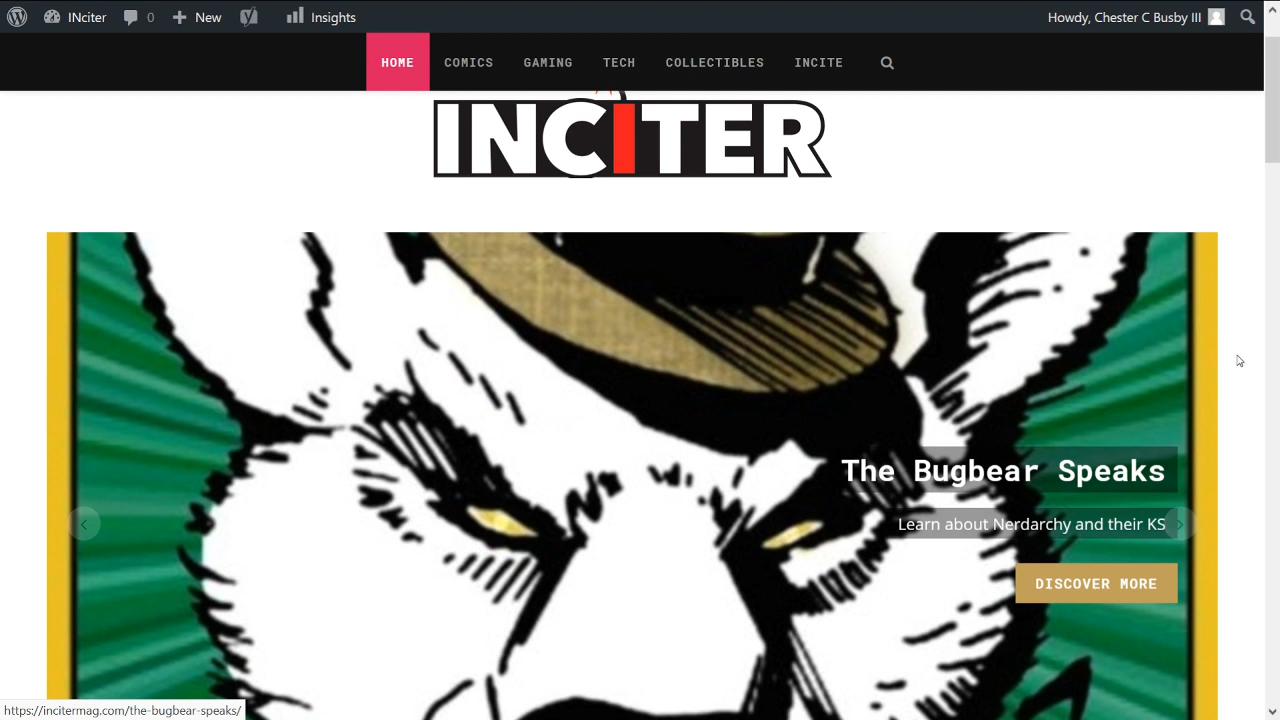 INciter 0 New Insights Howdy, Chester C Busby III
HOME COMICS GAMING TECH COLLECTIBLES INCITE
INCITER
The Bugbear Speaks
Learn about Nerdarchy and their KS
DISCOVER MORE
https://incitermag.com/the-bugbear-speaks/